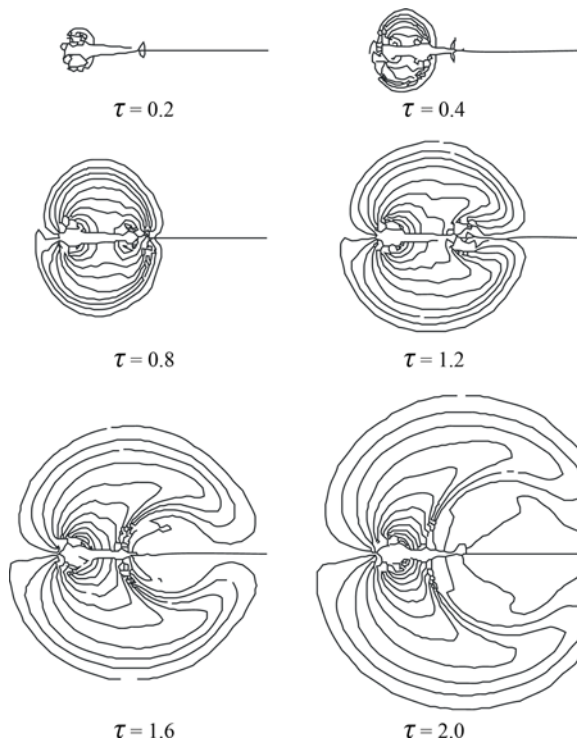 τ = 0.2
τ = 0.4
τ = 0.8
τ = 1.2
τ = 1.6
τ = 2.0